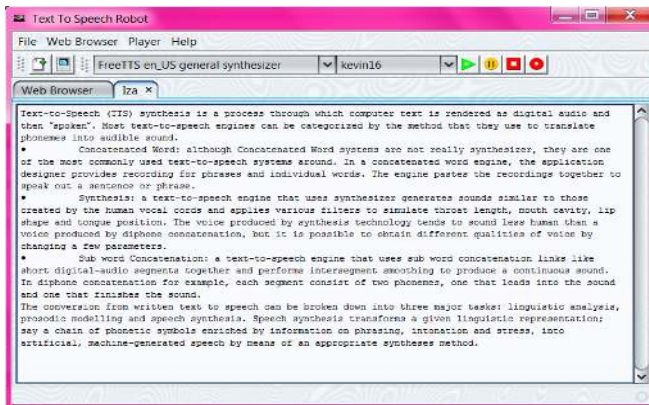 Text To Speech Robot
File Web Browser Player Help
FreeTTS en_US general synthesizer kevin16
Web Browser Iza ×
Text-to-Speech (TTS) synthesis is a process through which computer text is rendered as digital audio and
then "spoken". Most text-to-speech engines can be categorized by the method that they use to translate
phonemes into audible sound.
• Concatenated Word: although Concatenated Word systems are not really synthesizer, they are one
of the most commonly used text-to-speech systems around. In a concatenated word engine, the application
designer provides recording for phrases and individual words. The engine pastes the recordings together to
speak out a sentence or phrase.
• Synthesis: a text-to-speech engine that uses synthesizer generates sounds similar to those
created by the human vocal cords and applies various filters to simulate throat length, mouth cavity, lip
shape and tongue position. The voice produced by synthesis technology tends to sound less human than a
voice produced by diphone concatenation, but it is possible to obtain different qualities of voice by
changing a few parameters.
• Sub word Concatenation: a text-to-speech engine that uses sub word concatenation links like
short digital-audio segments together and performs intersegment smoothing to produce a continuous sound.
In diphone concatenation for example, each segment consist of two phonemes, one that leads into the sound
and one that finishes the sound.
The conversion from written text to speech can be broken down into three major tasks: linguistic analysis,
prosodic modelling and speech synthesis. Speech synthesis transforms a given linguistic representation;
say a chain of phonetic symbols enriched by information on phrasing, intonation and stress, into
artificial, machine-generated speech by means of an appropriate syntheses method.